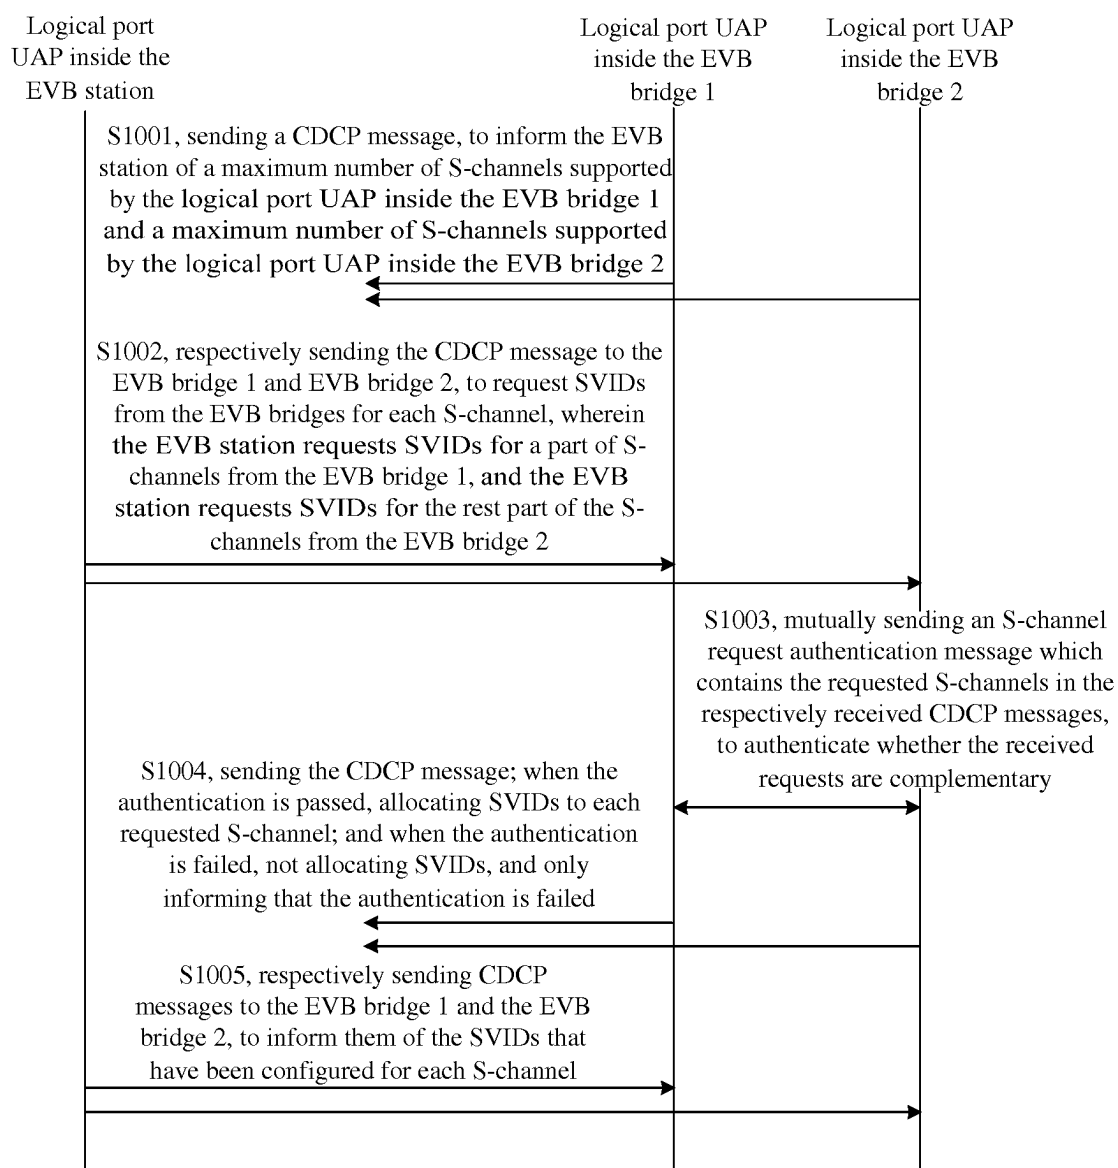 Logical port
UAP inside the
EVB station
Logical port UAP
inside the EVB
bridge 1
Logical port UAP
inside the EVB
bridge 2
S1001, sending a CDCP message, to inform the EVB
station of a maximum number of S-channels supported
by the logical port UAP inside the EVB bridge 1
and a maximum number of S-channels supported
by the logical port UAP inside the EVB bridge 2
S1002, respectively sending the CDCP message to the
EVB bridge 1 and EVB bridge 2, to request SVIDs
from the EVB bridges for each S-channel, wherein
the EVB station requests SVIDs for a part of S-
channels from the EVB bridge 1, and the EVB
station requests SVIDs for the rest part of the S-
channels from the EVB bridge 2
S1003, mutually sending an S-channel
request authentication message which
contains the requested S-channels in the
respectively received CDCP messages,
to authenticate whether the received
requests are complementary
S1004, sending the CDCP message; when the
authentication is passed, allocating SVIDs to each
requested S-channel; and when the authentication
is failed, not allocating SVIDs, and only
informing that the authentication is failed
S1005, respectively sending CDCP
messages to the EVB bridge 1 and the EVB
bridge 2, to inform them of the SVIDs that
have been configured for each S-channel